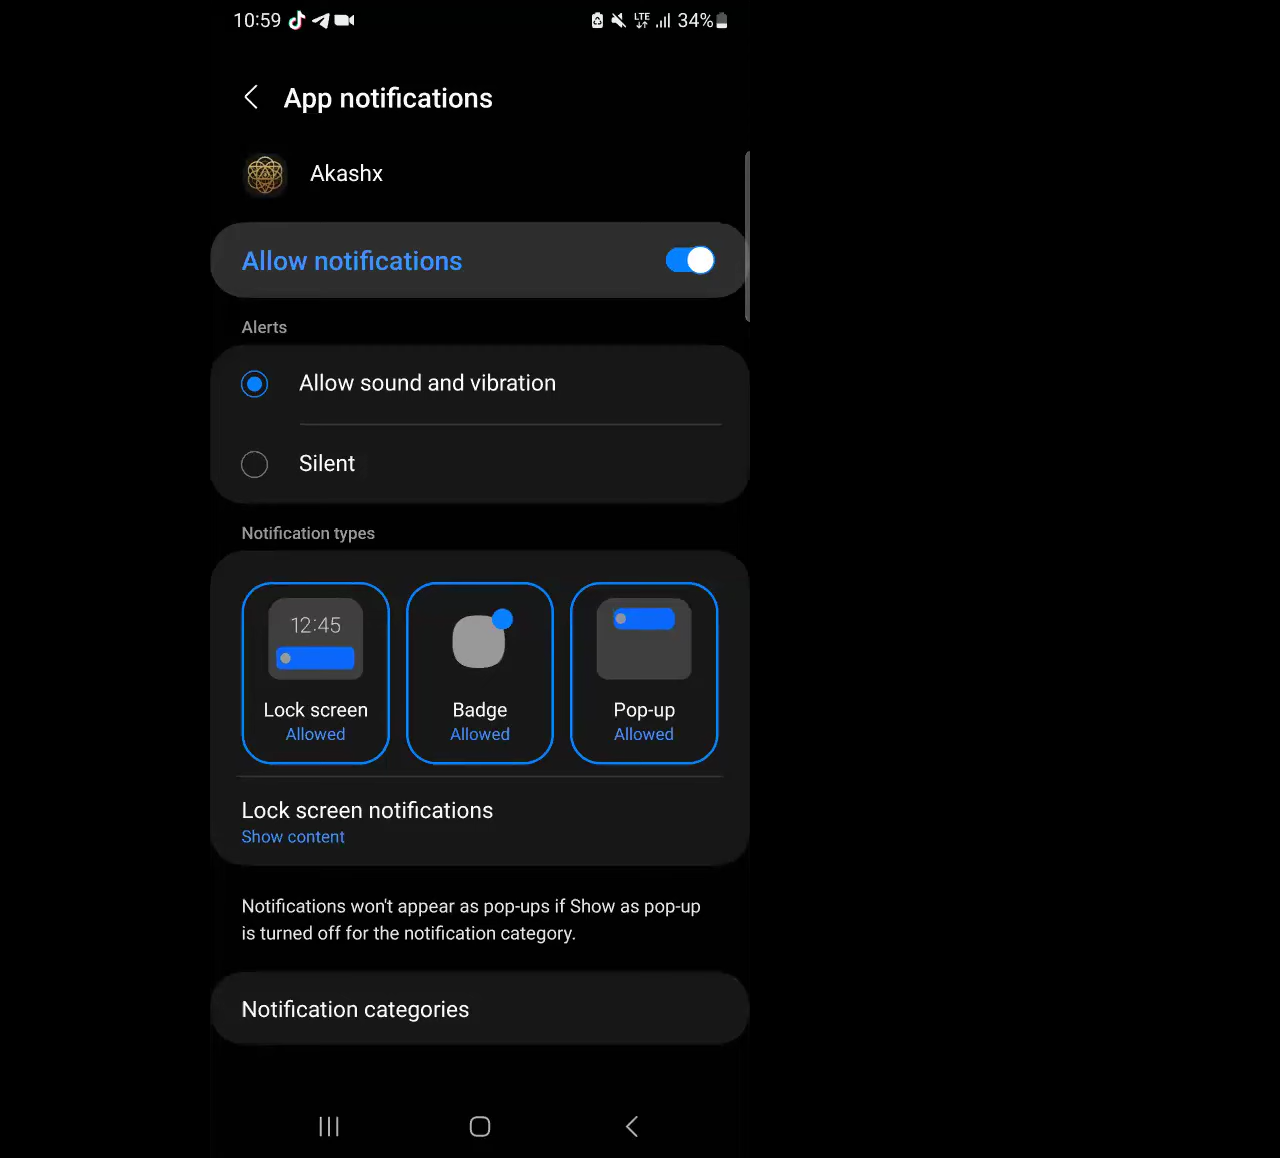 10:59 LTE 34%
App notifications
Akashx
Allow notifications
Alerts
Allow sound and vibration
Silent
Notification types
12:45
Lock screen Badge Pop-up
Allowed Allowed Allowed
Lock screen notifications
Show content
Notifications won't appear as pop-ups if Show as pop-up
is turned off for the notification category.
Notification categories